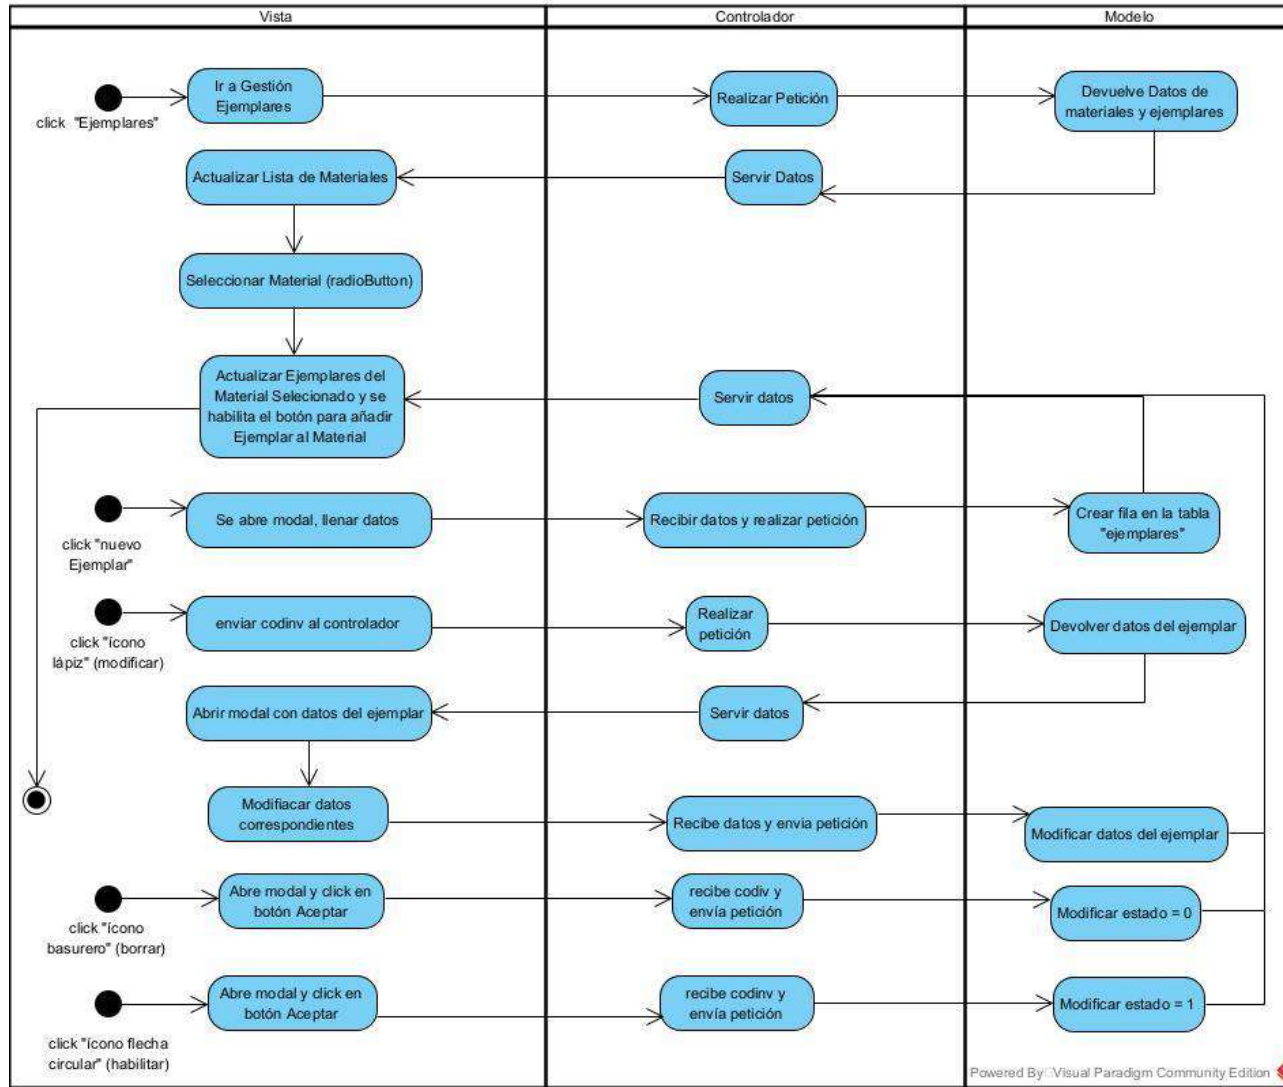 Vista
Controlador
Modelo
click "Ejemplares"
Ir a Gestión
Ejemplares
Realizar Petición
Devuelve Datos de
materiales y ejemplares
Actualizar Lista de Materiales
Servir Datos
Seleccionar Material (radioButton)
Actualizar Ejemplares del
Material Selecionado y se
habilita el botón para añadir
Ejemplar al Material
Servir datos
click "nuevo
Ejemplar"
Se abre modal, llenar datos
Recibir datos y realizar petición
Crear fila en la tabla
"ejemplares"
click "ícono
lápiz" (modificar)
enviar codinv al controlador
Realizar
petición
Devolver datos del ejemplar
Abrir modal con datos del ejemplar
Servir datos
Modifiacar datos
correspondientes
Recibe datos y envia petición
Modificar datos del ejemplar
click "ícono
basurero" (borrar)
Abre modal y click en
botón Aceptar
recibe codiv y
envía petición
Modificar estado = 0
click "ícono flecha
circular" (habilitar)
Abre modal y click en
botón Aceptar
recibe codinv y
envía petición
Modificar estado = 1
Powered By Visual Paradigm Community Edition